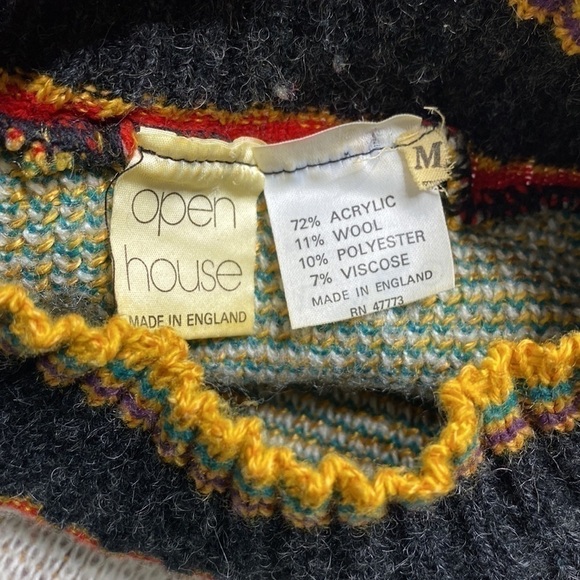 open
house
MADE IN ENGLAND
72% ACRYLIC
11% WOOL
10% POLYESTER
7% VISCOSE
MADE IN ENGLAND
RN 47773
M